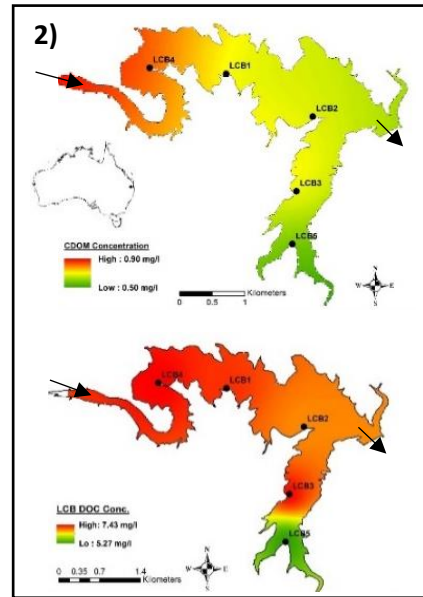 2)
LCB4
LCB1
LCB2
LCB3
LCB5
CDOM Concentration
High : 0.90 mg/l
Low : 0.50 mg/l
0 0.5 1
Kilometers
N
W E
S
LCB4
LCB1
LCB2
LCB3
LCB5
LCB DOC Conc.
High: 7.43 mg/l
Lo : 5.27 mg/l
0 0.35 0.7 1.4
Kilometers
N
W E
S